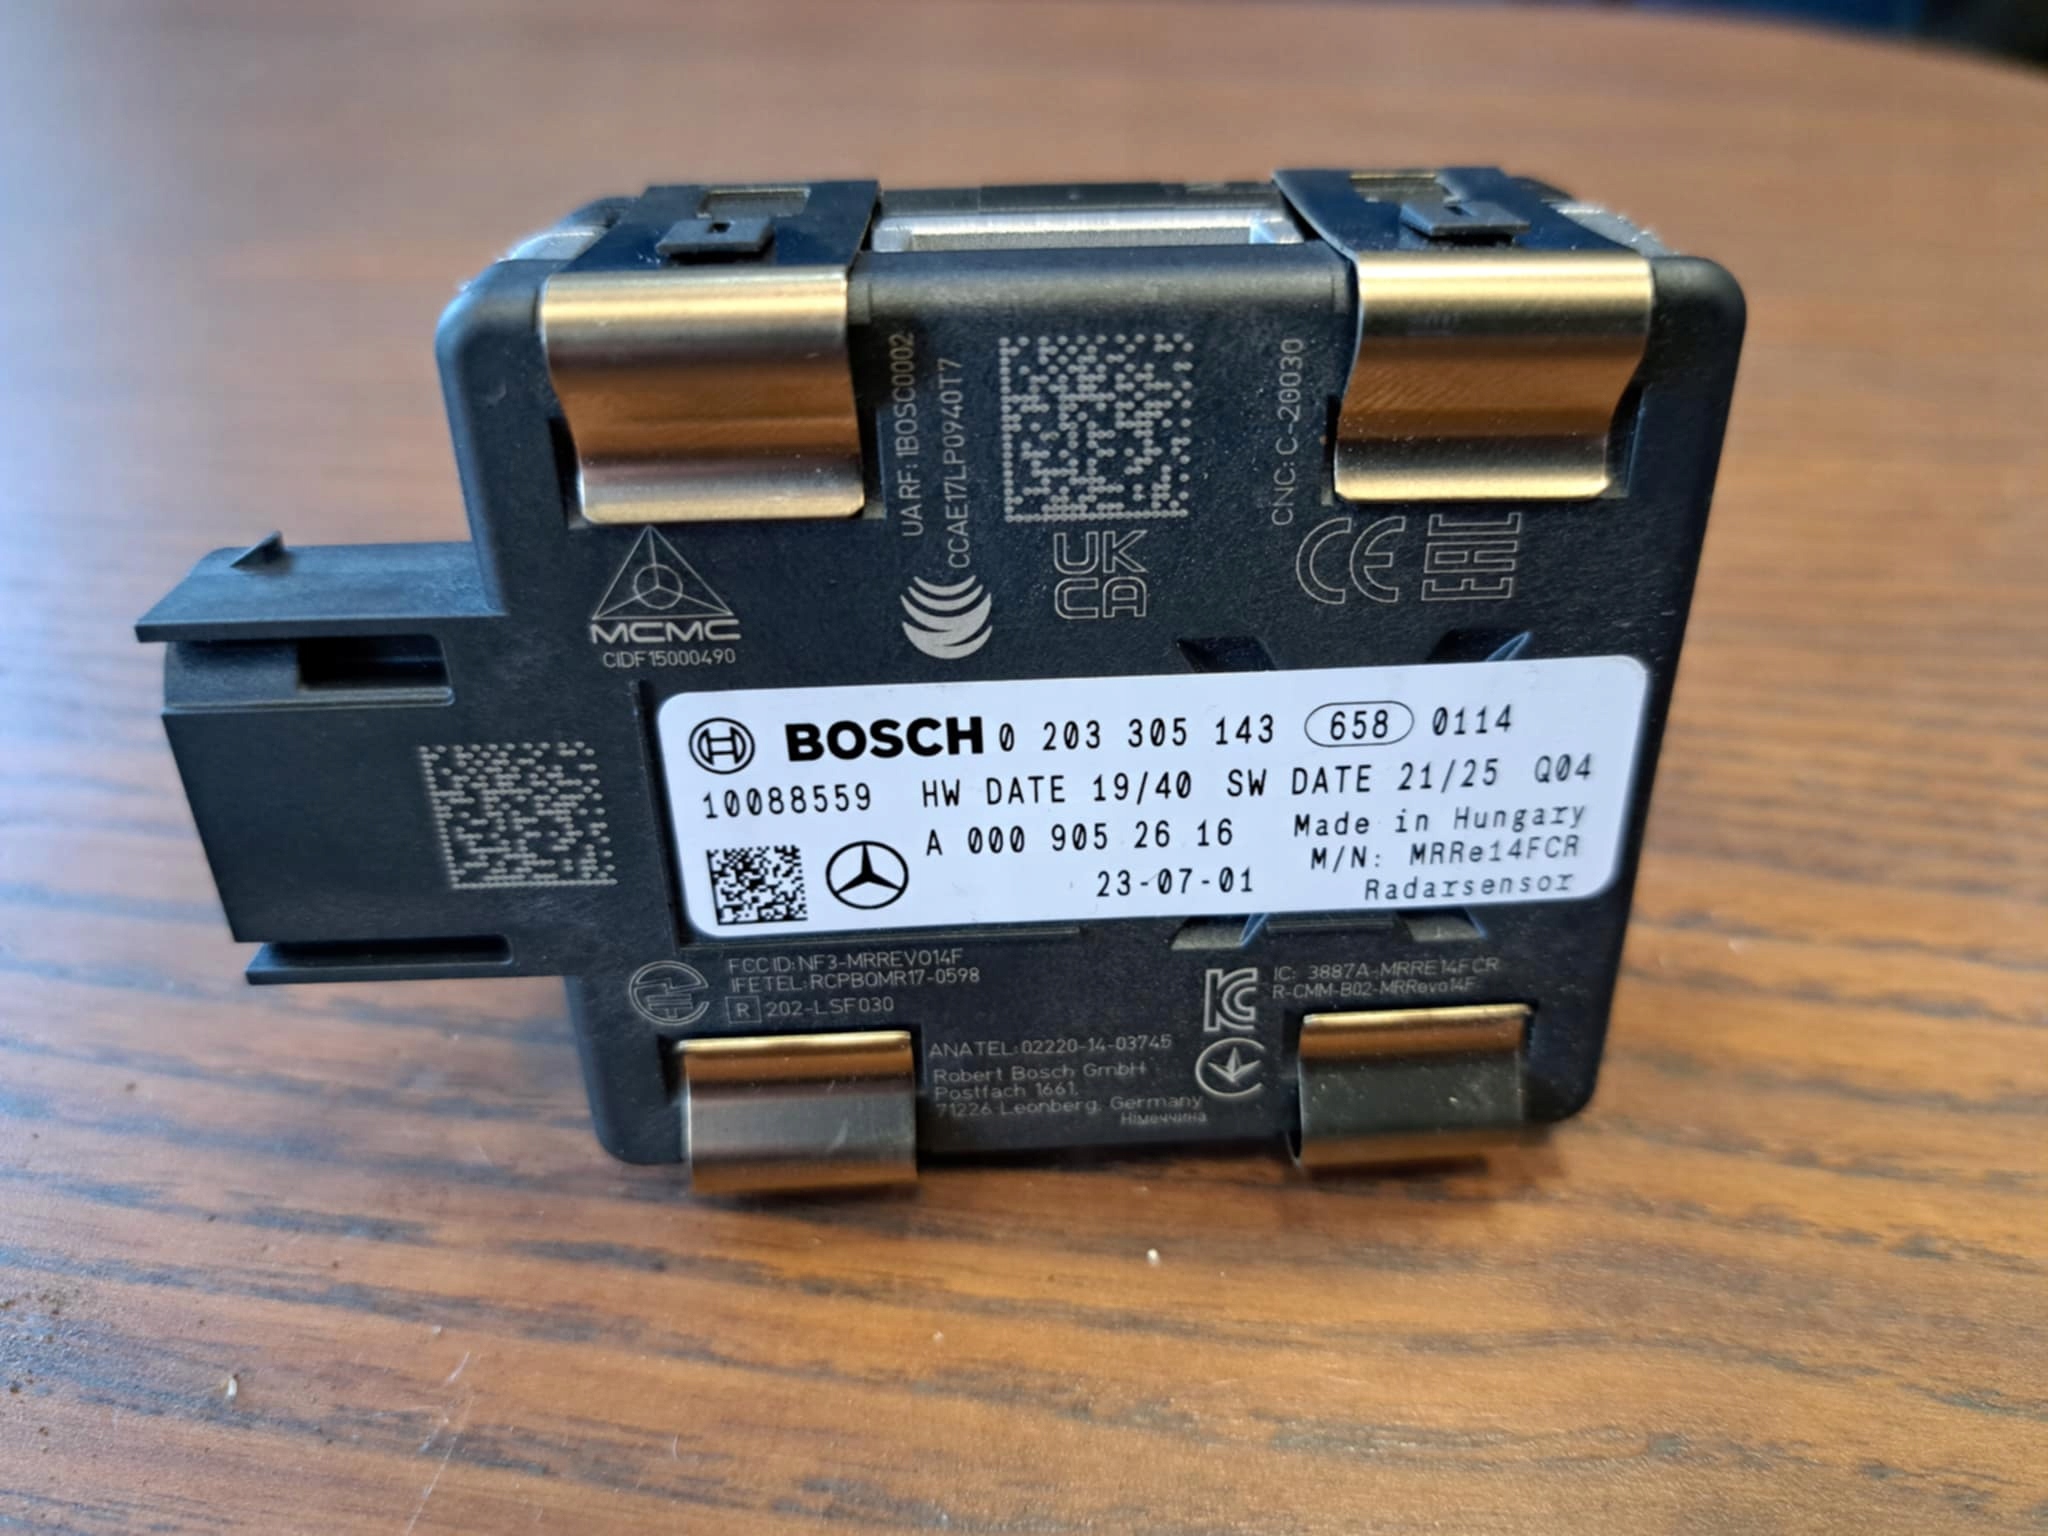 UA RF: 1BOSC0002
CCAE17LP0940T7
CNC: C-20030
MCMC
CIDF15000490
UK
CA
CE
EAC
BOSCH 0 203 305 143 658 0114
10088559 HW DATE 19/40 SW DATE 21/25 Q04
A 000 905 26 16 Made in Hungary
M/N: MRRe14FCR
23-07-01 Radarsensor
FCC ID: NF3-MRREVO14F
IFETEL: RCPBOMR17-0598
R 202-LSF030
IC: 3887A-MRRE14FCR
R-CMM-B02-MRRevo14F
ANATEL: 02220-14-03745
Robert Bosch GmbH
Postfach 1661,
71226 Leonberg, Germany
Німеччина